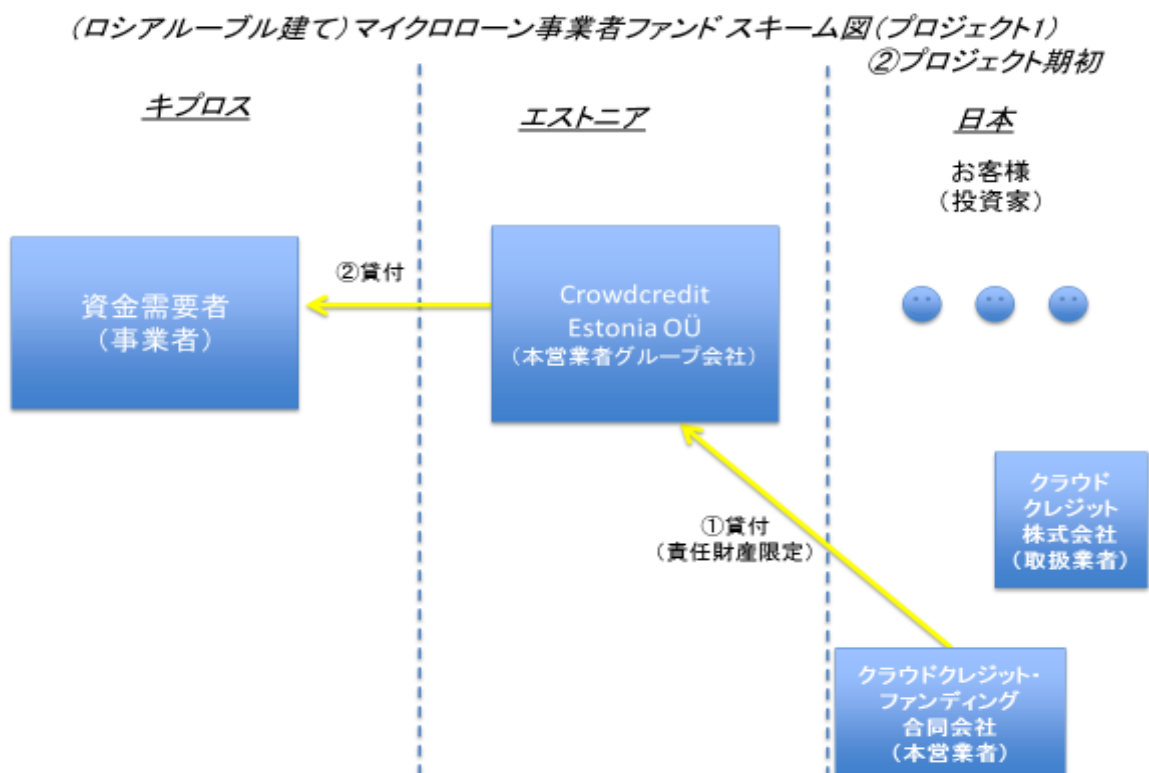 (ロシアルーブル建て)マイクロローン事業者ファンド スキーム図(プロジェクト1)
②プロジェクト期初
キプロス
エストニア
日本
お客様
(投資家)
資金需要者
(事業者)
②貸付
Crowdcredit
Estonia OÜ
(本営業者グループ会社)
①貸付
(責任財産限定)
クラウド
クレジット
株式会社
(取扱業者)
クラウドクレジット・
ファンディング
合同会社
(本営業者)